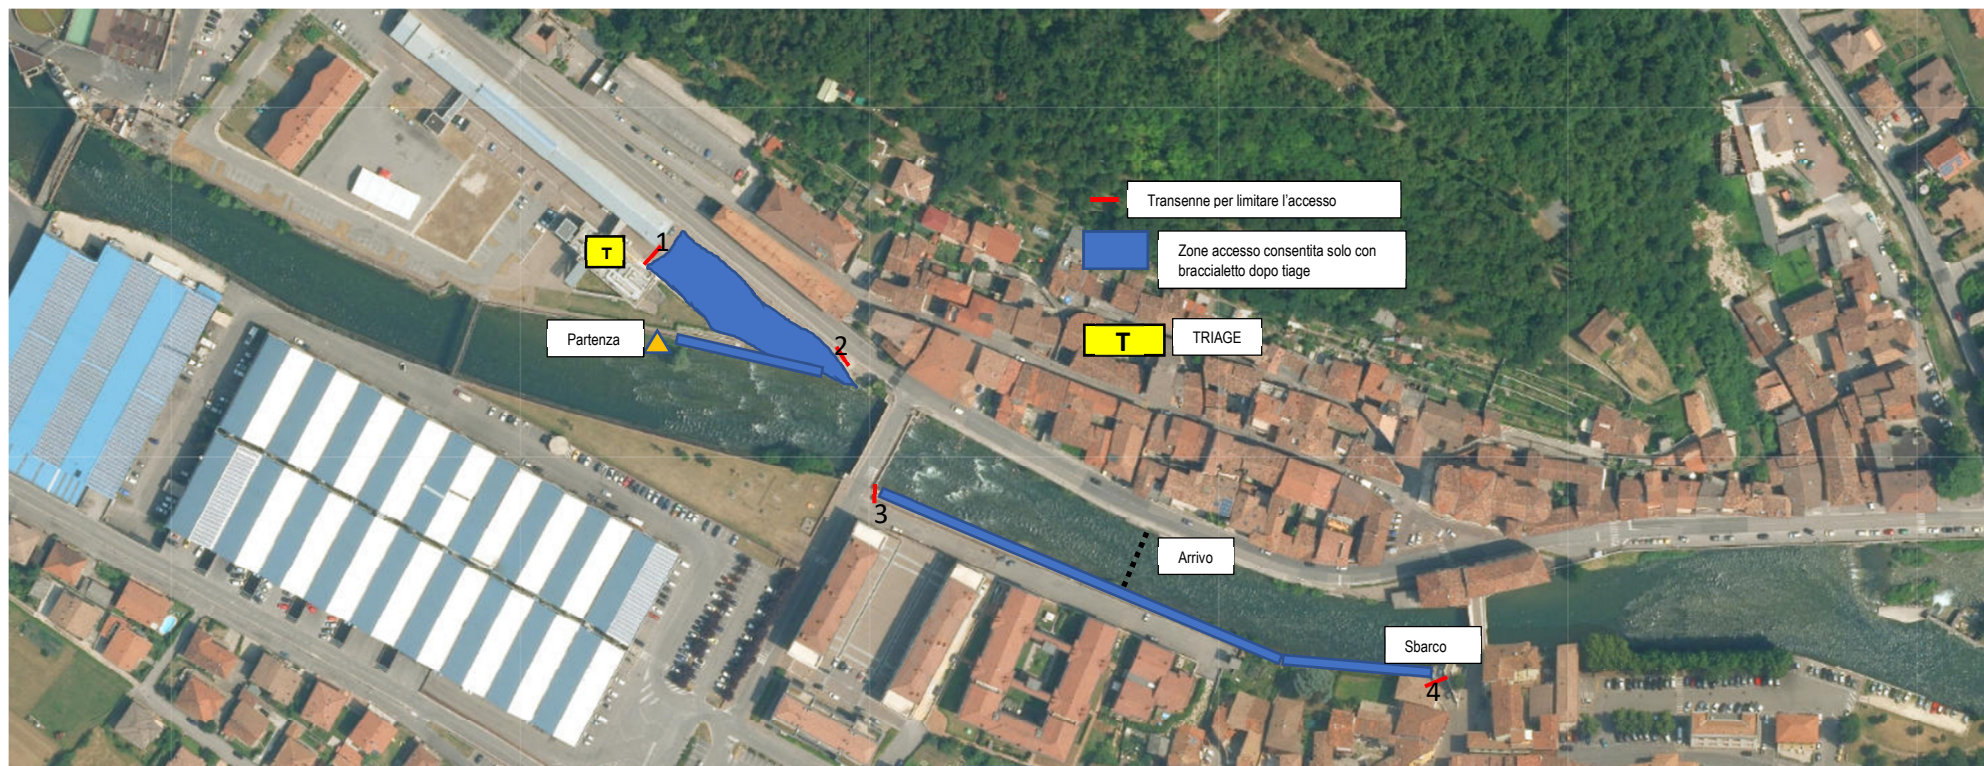 Transenne per limitare l'accesso
1
T
Zone accesso consentita solo con
braccialetto dopo tiage
Partenza
2
T
TRIAGE
3
Arrivo
Sbarco
4